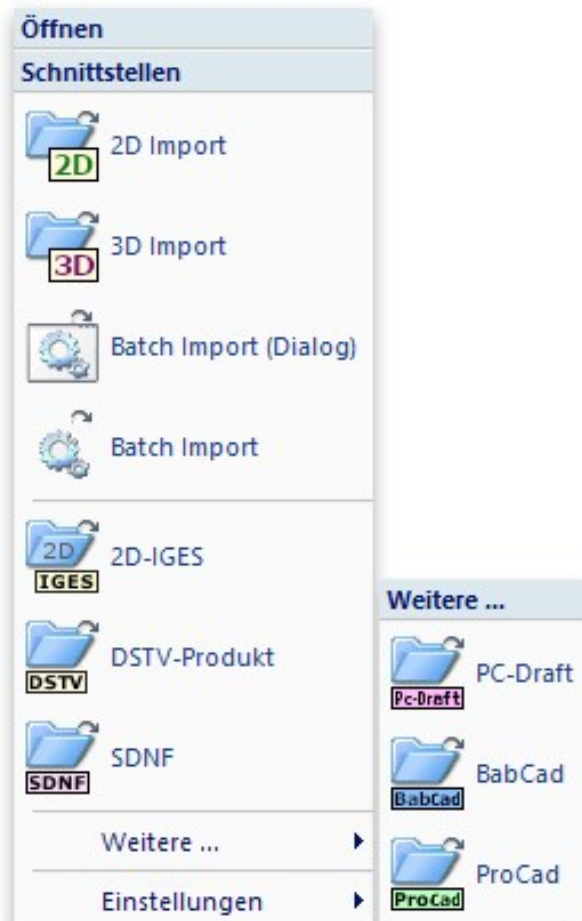 Öffnen
Schnittstellen
2D Import
2D
3D Import
3D
Batch Import (Dialog)
Batch Import
2D
2D-IGES
IGES
DSTV-Produkt
DSTV
SDNF
SDNF
Weitere ...
Einstellungen
Weitere ...
PC-Draft
Pc-Draft
BabCad
BabCad
ProCad
ProCad